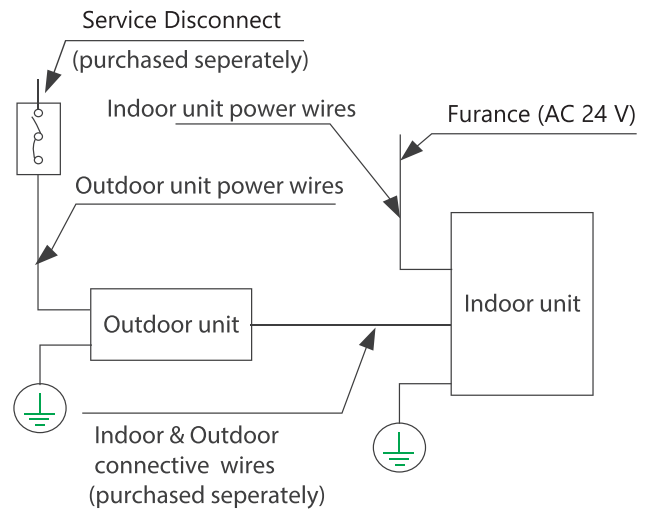 Service Disconnect
(purchased seperately)
Indoor unit power wires
Furance (AC 24 V)
Outdoor unit power wires
Indoor unit
Outdoor unit
Indoor & Outdoor
connective wires
(purchased seperately)